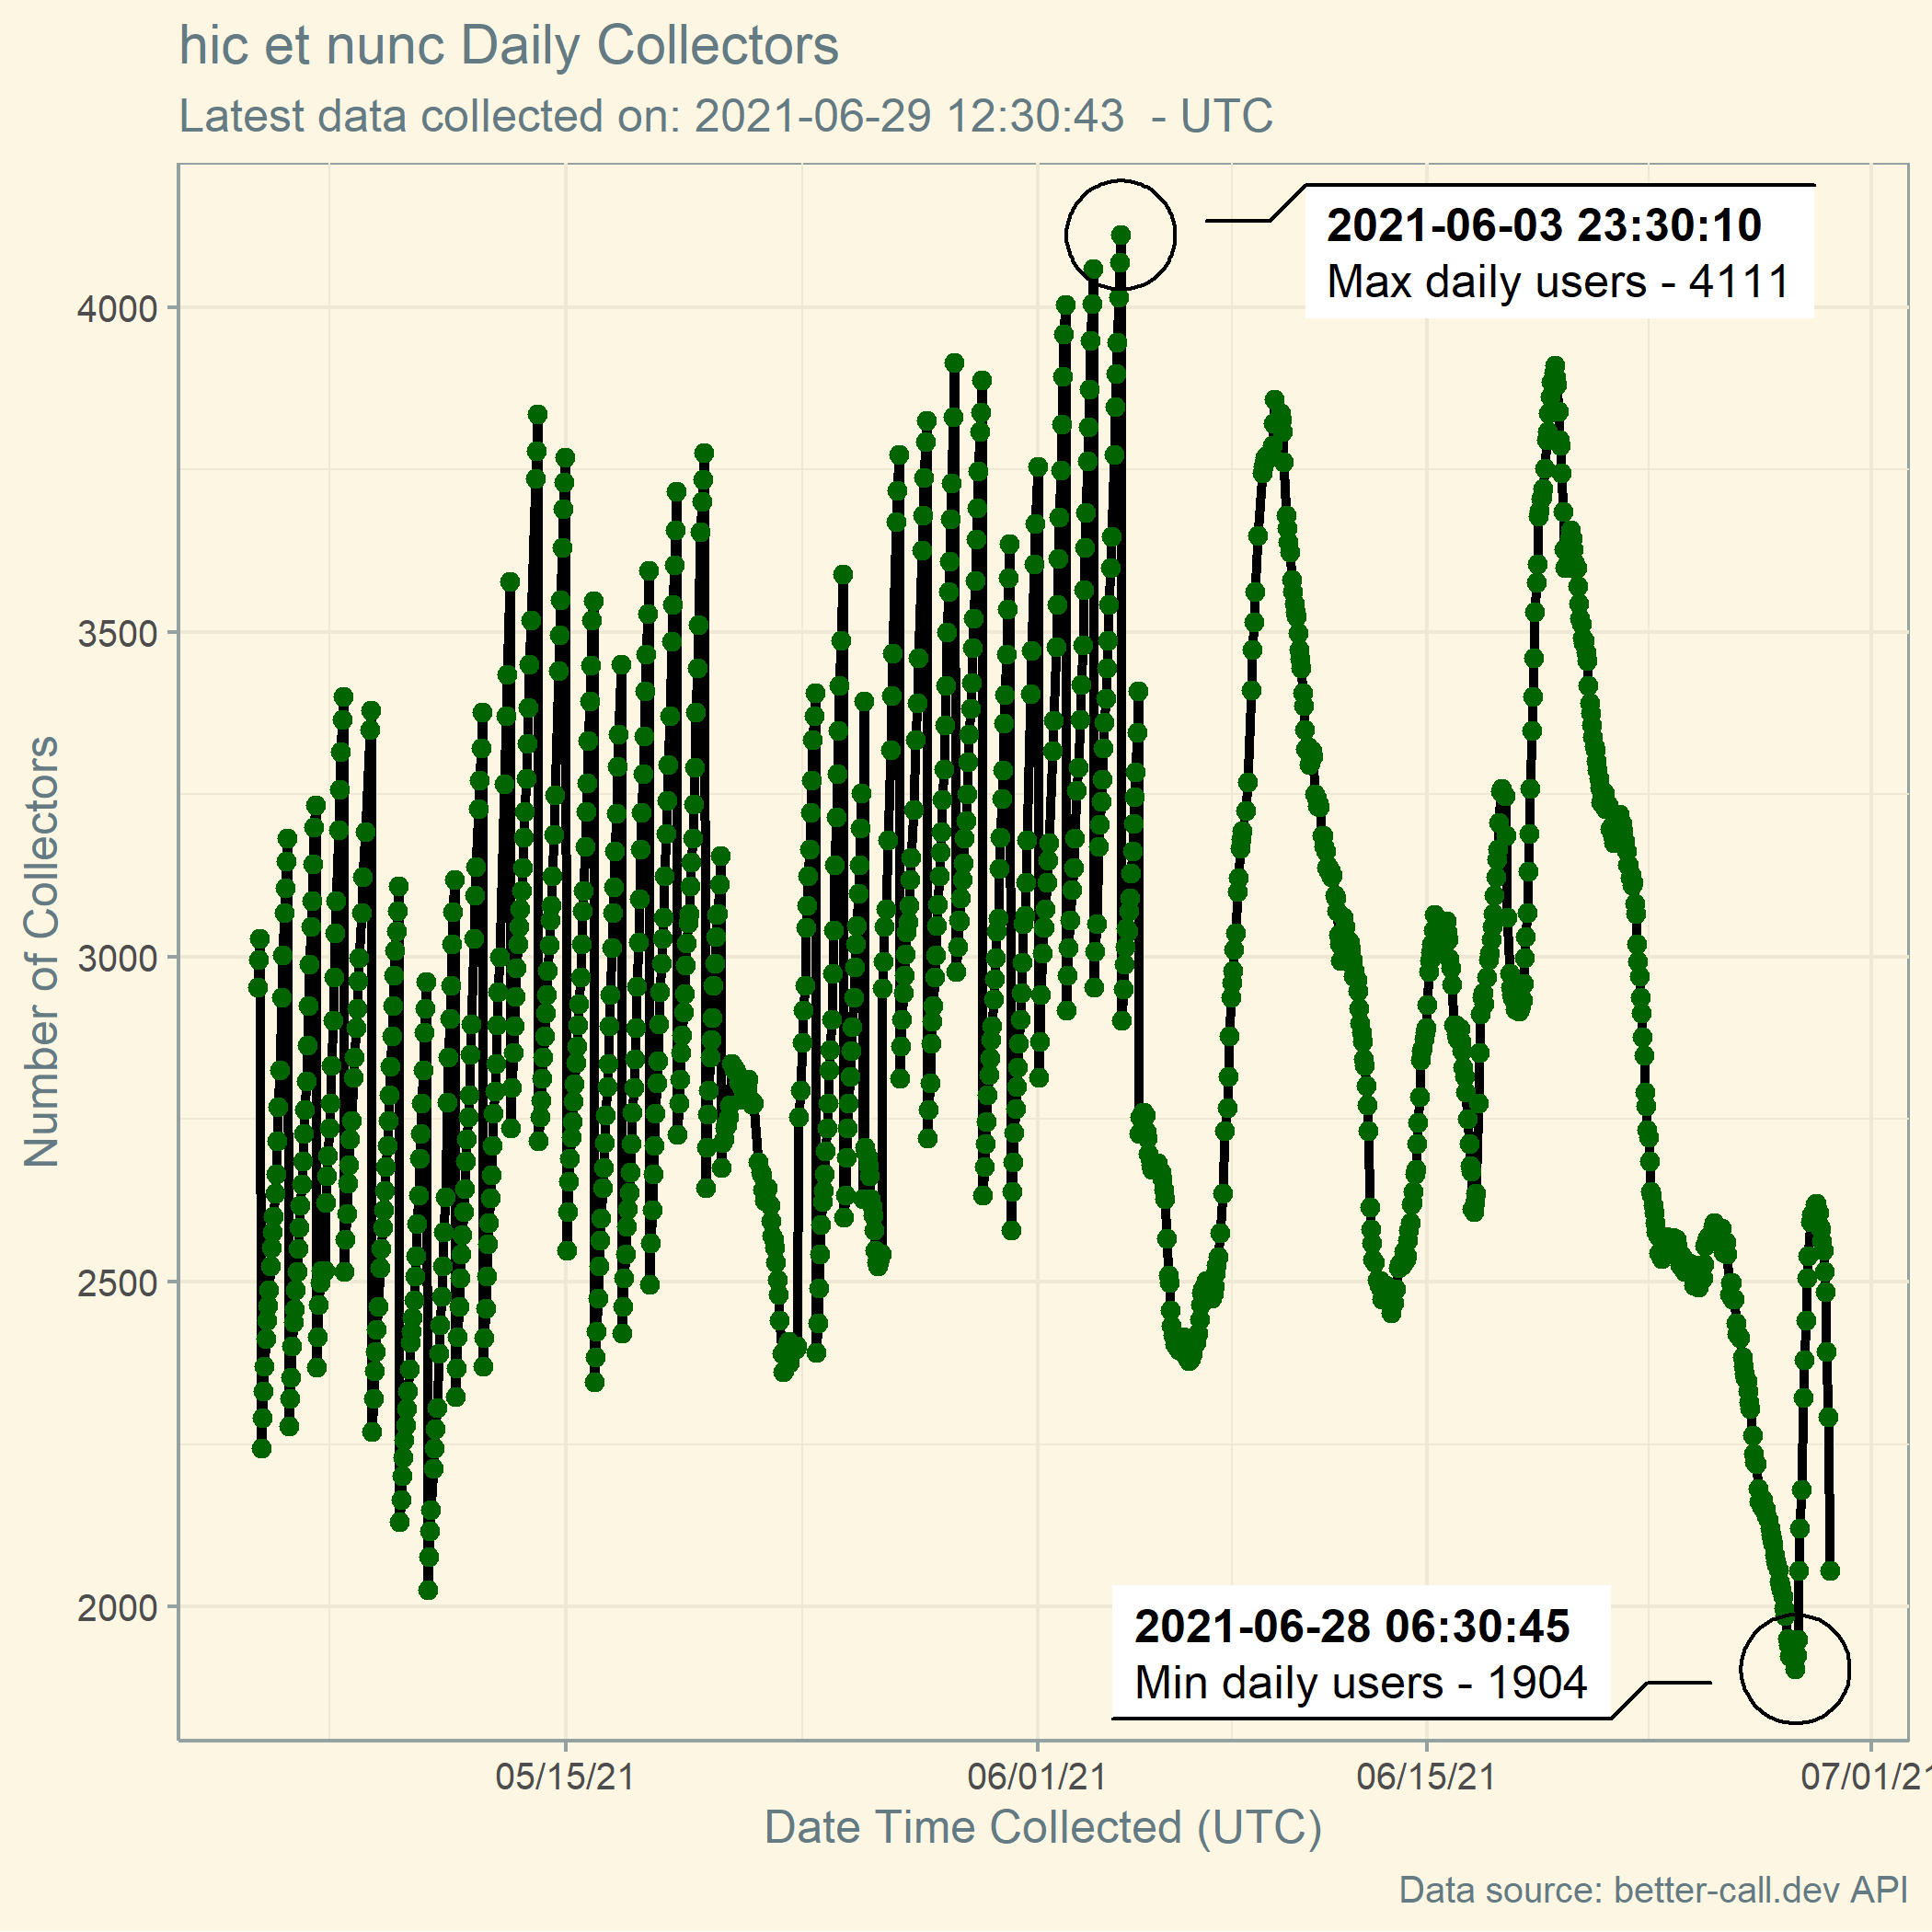 hic et nunc Daily Collectors
Latest data collected on: 2021-06-29 12:30:43 - UTC
2021-06-03 23:30:10
Max daily users - 4111
4000
3500
3000
2500
2000
Number of Collectors
2021-06-28 06:30:45
Min daily users - 1904
05/15/21
06/01/21
06/15/21
07/01/21
Date Time Collected (UTC)
Data source: better-call.dev API